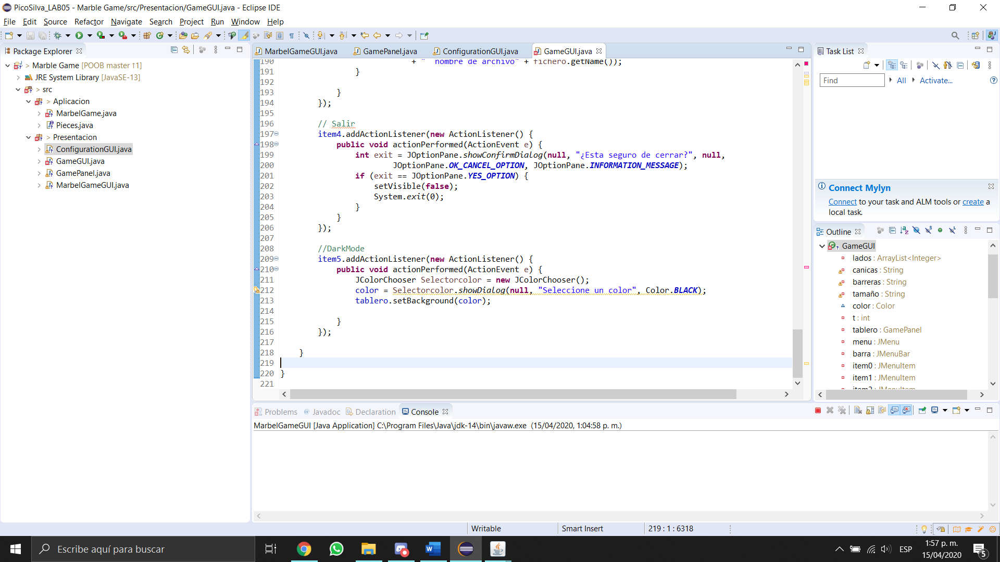 PicoSilva_LAB05 - Marble Game/src/Presentacion/GameGUI.java - Eclipse IDE
File Edit Source Refactor Navigate Search Project Run Window Help
Package Explorer
Marble Game [POOB master ↑1]
JRE System Library [JavaSE-13]
> src
> Aplicacion
MarbelGame.java
Pieces.java
> Presentacion
ConfigurationGUI.java
GameGUI.java
GamePanel.java
MarbelGameGUI.java
MarbelGameGUI.java GamePanel.java ConfigurationGUI.java GameGUI.java
190 + " nombre de archivo" + fichero.getName());
191 }
192
193 }
194 });
195
196 // Salir
197 item4.addActionListener(new ActionListener() {
198 public void actionPerformed(ActionEvent e) {
199 int exit = JOptionPane.showConfirmDialog(null, "¿Esta seguro de cerrar?", null,
200 JOptionPane.OK_CANCEL_OPTION, JOptionPane.INFORMATION_MESSAGE);
201 if (exit == JOptionPane.YES_OPTION) {
202 setVisible(false);
203 System.exit(0);
204 }
205 }
206 });
207
208 //DarkMode
209 item5.addActionListener(new ActionListener() {
210 public void actionPerformed(ActionEvent e) {
211 JColorChooser Selectorcolor = new JColorChooser();
212 color = Selectorcolor.showDialog(null, "Seleccione un color", Color.BLACK);
213 tablero.setBackground(color);
214
215 }
216 });
217
218 }
219
220 }
221
Task List
Find All Activate...
Connect Mylyn
Connect to your task and ALM tools or create a
local task.
Outline
GameGUI
lados : ArrayList<Integer>
canicas : String
barreras : String
tamaño : String
color : Color
t : int
tablero : GamePanel
menu : JMenu
barra : JMenuBar
item0 : JMenuItem
item1 : JMenuItem
item2 : JMenuItem
Problems @ Javadoc Declaration Console
MarbelGameGUI [Java Application] C:\Program Files\Java\jdk-14\bin\javaw.exe (15/04/2020, 1:04:58 p. m.)
Writable Smart Insert 219 : 1 : 6318
Escribe aquí para buscar
ESP
1:57 p. m.
15/04/2020
5